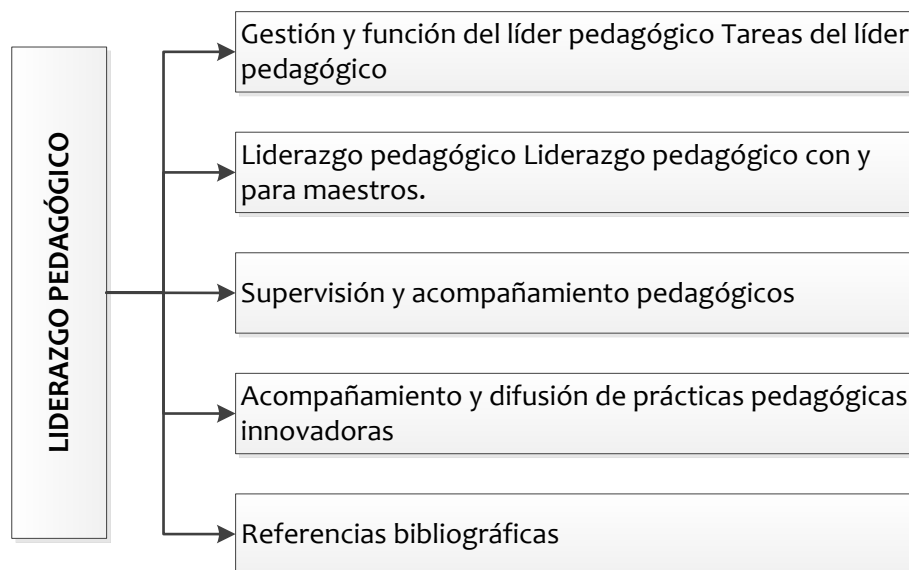 LIDERAZGO PEDAGÓGICO
Gestión y función del líder pedagógico Tareas del líder
pedagógico
Liderazgo pedagógico Liderazgo pedagógico con y
para maestros.
Supervisión y acompañamiento pedagógicos
Acompañamiento y difusión de prácticas pedagógicas
innovadoras
Referencias bibliográficas